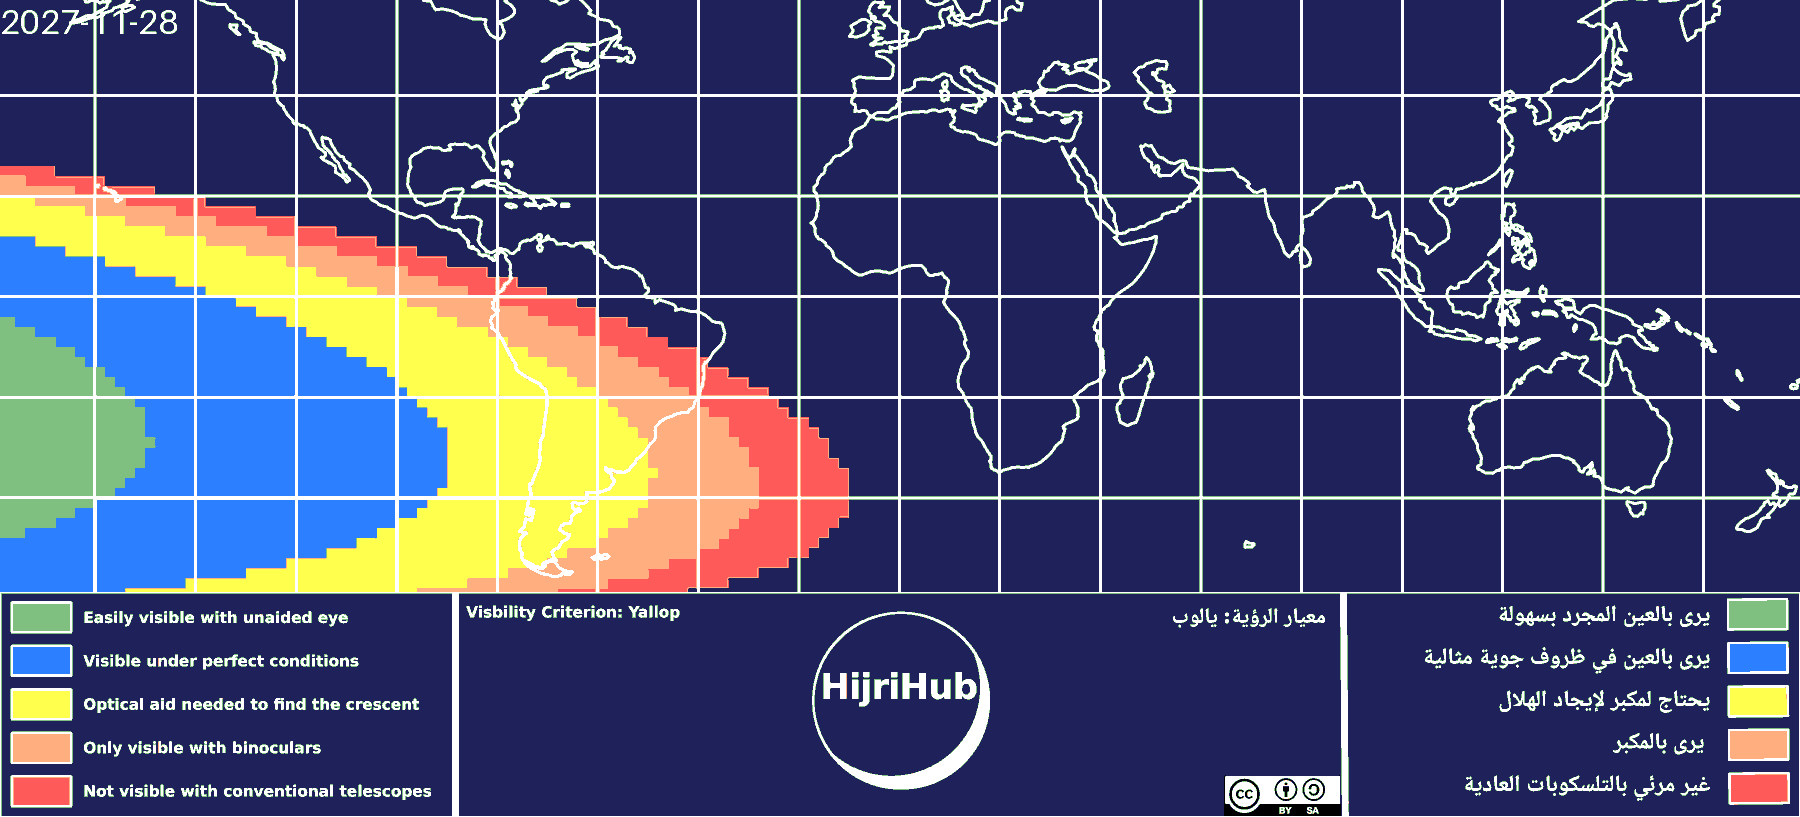 2027-11-28
Easily visible with unaided eye
Visible under perfect conditions
Optical aid needed to find the crescent
Only visible with binoculars
Not visible with conventional telescopes
Visbility Criterion: Yallop
معيار الرؤية: يالوب
HijriHub
cc
BY SA
يرى بالعين المجرد بسهولة
يرى بالعين في ظروف جوية مثالية
يحتاج لمكبر لإيجاد الهلال
يرى بالمكبر
غير مرئي بالتلسكوبات العادية